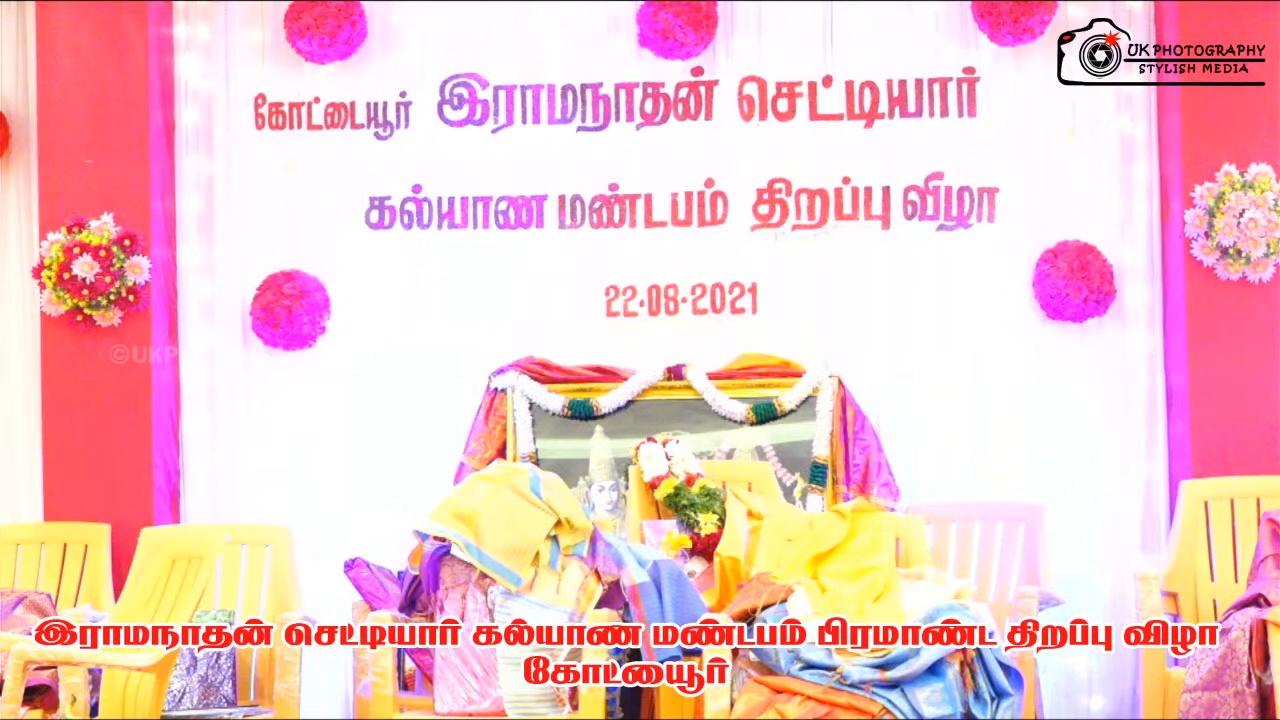 UK PHOTOGRAPHY
STYLISH MEDIA
கோட்டையூர் இராமநாதன் செட்டியார்
கல்யாண மண்டபம் திறப்பு விழா
22.08.2021
©UKP
இராமநாதன் செட்டியார் கல்யாண மண்டபம் பிரமாண்ட திறப்பு விழா
கோட்யைூர்